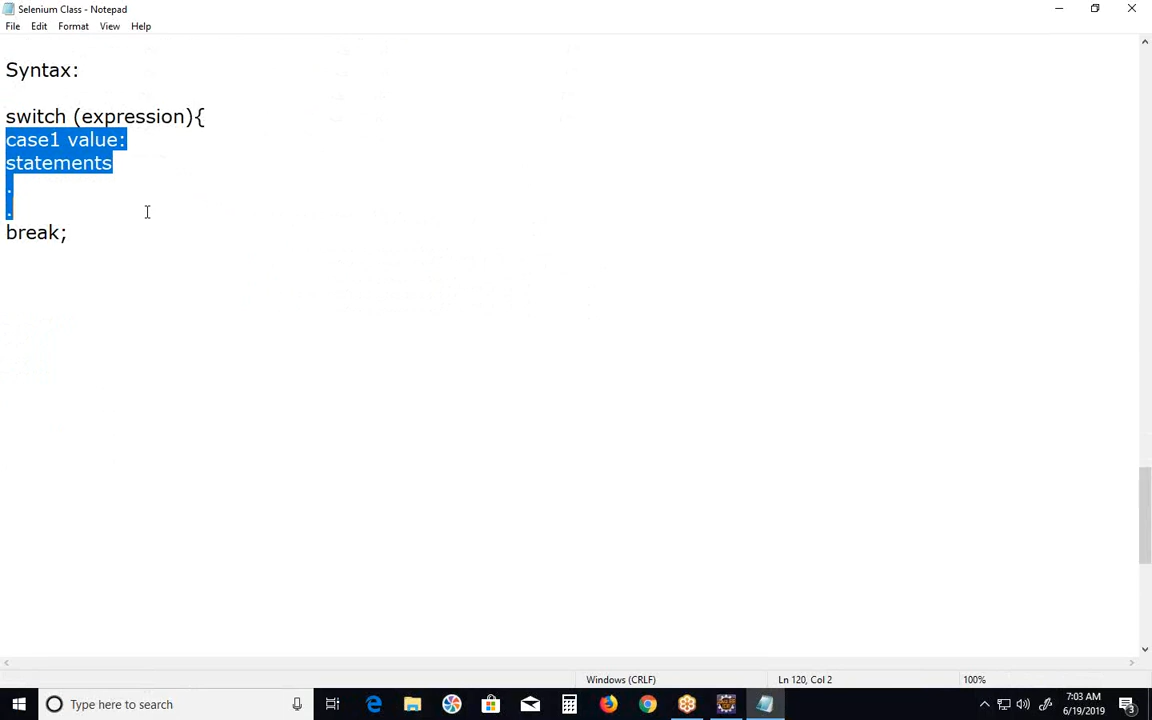 Selenium Class - Notepad
File Edit Format View Help
Syntax:
switch (expression){
case1 value:
statements
.
.
break;
Windows (CRLF) Ln 120, Col 2 100%
Type here to search
7:03 AM
6/19/2019
3